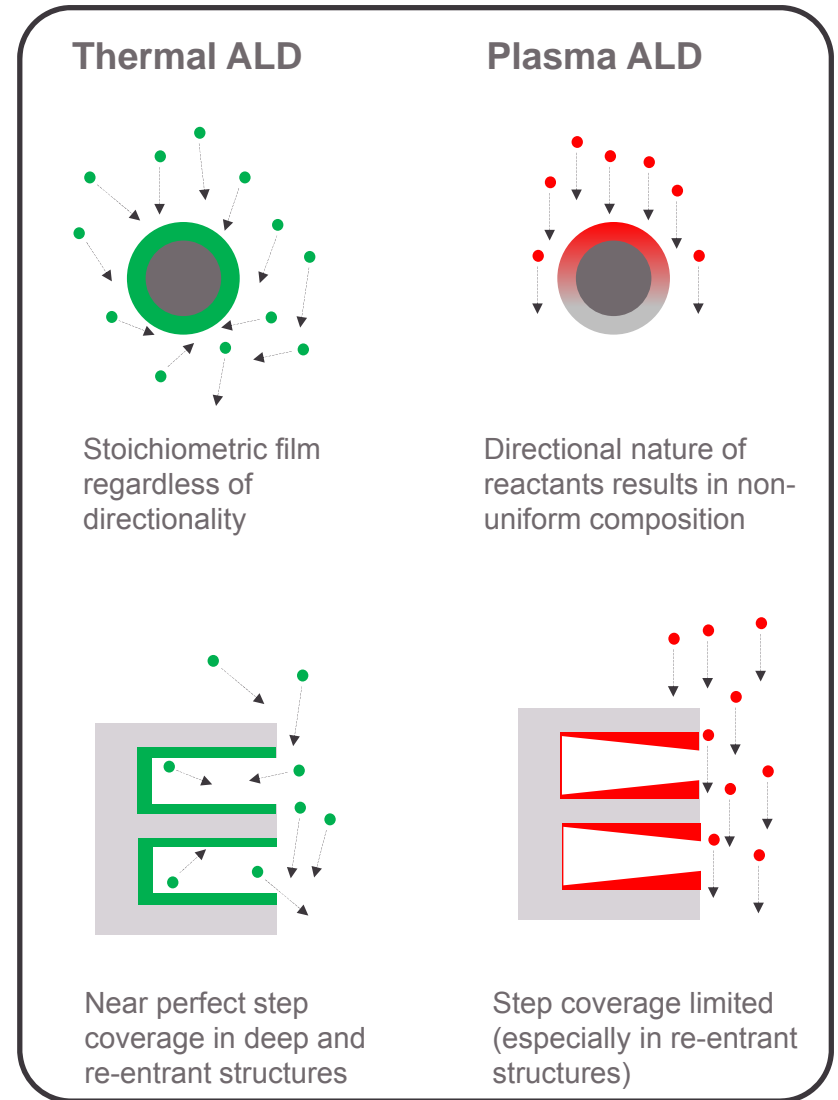 Thermal ALD
Plasma ALD
Stoichiometric film
regardless of
directionality
Directional nature of
reactants results in non-
uniform composition
Near perfect step
coverage in deep and
re-entrant structures
Step coverage limited
(especially in re-entrant
structures)